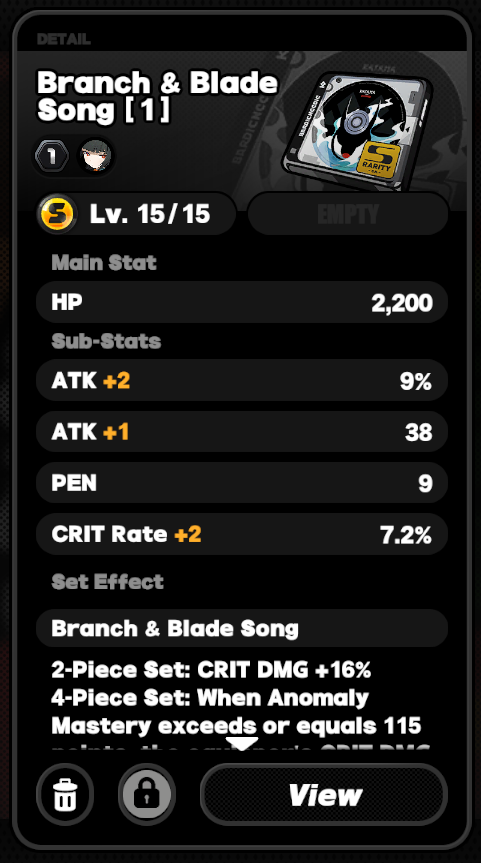 DETAIL
Branch & Blade
Song [1]
1
S
RARITY
S Lv. 15/15
EMPTY
Main Stat
HP 2,200
Sub-Stats
ATK +2 9%
ATK +1 38
PEN 9
CRIT Rate +2 7.2%
Set Effect
Branch & Blade Song
2-Piece Set: CRIT DMG +16%
4-Piece Set: When Anomaly
Mastery exceeds or equals 115
View